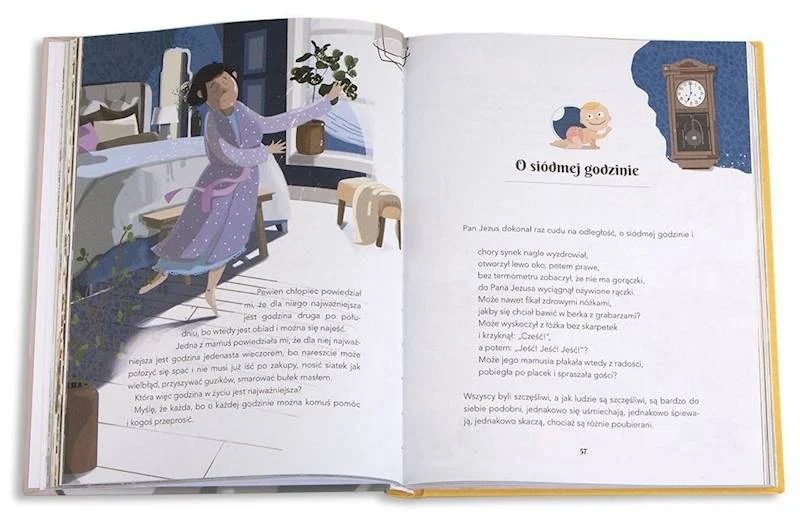 Pewien chłopiec powiedział
mi, że dla niego najważniejsza
jest godzina druga po połu-
dniu, bo wtedy jest obiad i można się najeść.
Jedna z mamuś powiedziała mi, że dla niej najważ-
niejsza jest godzina jedenasta wieczorem, bo nareszcie może
położyć się spać i nie musi już iść po zakupy, nosić siatek jak
wielbłąd, przyszywać guzików, smarować bułek masłem.
Która więc godzina w życiu jest najważniejsza?
Myślę, że każda, bo o każdej godzinie można komuś pomóc
i kogoś przeprosić.
O siódmej godzinie
Pan Jezus dokonał raz cudu na odległość, o siódmej godzinie i
chory synek nagle wyzdrowiał,
otworzył lewo oko, potem prawe,
bez termometru zobaczył, że nie ma gorączki,
do Pana Jezusa wyciągnął ożywione rączki.
Może nawet fikał zdrowymi nóżkami,
jakby się chciał bawić w berka z grabarzami?
Może wyskoczył z łóżka bez skarpetek
i krzyknął: „Cześć!”,
a potem: „Jeść! Jeść! Jeść!”?
Może jego mamusia płakała wtedy z radości,
pobiegła po placek i spraszała gości?
Wszyscy byli szczęśliwi, a jak ludzie są szczęśliwi, są bardzo do
siebie podobni, jednakowo się uśmiechają, jednakowo śpiewa-
ją, jednakowo skaczą, chociaż są różnie poubierani.
57